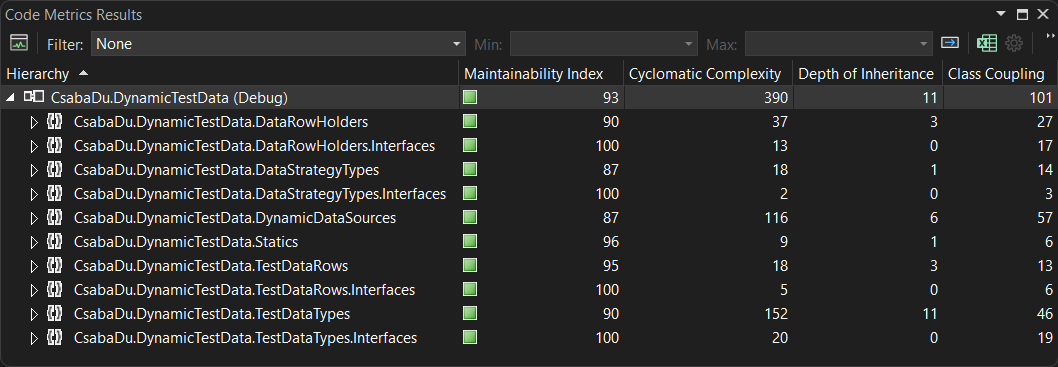 Code Metrics Results
Filter: None Min: Max:
Hierarchy Maintainability Index Cyclomatic Complexity Depth of Inheritance Class Coupling
CsabaDu.DynamicTestData (Debug) 93 390 11 101
CsabaDu.DynamicTestData.DataRowHolders 90 37 3 27
CsabaDu.DynamicTestData.DataRowHolders.Interfaces 100 13 0 17
CsabaDu.DynamicTestData.DataStrategyTypes 87 18 1 14
CsabaDu.DynamicTestData.DataStrategyTypes.Interfaces 100 2 0 3
CsabaDu.DynamicTestData.DynamicDataSources 87 116 6 57
CsabaDu.DynamicTestData.Statics 96 9 1 6
CsabaDu.DynamicTestData.TestDataRows 95 18 3 13
CsabaDu.DynamicTestData.TestDataRows.Interfaces 100 5 0 6
CsabaDu.DynamicTestData.TestDataTypes 90 152 11 46
CsabaDu.DynamicTestData.TestDataTypes.Interfaces 100 20 0 19